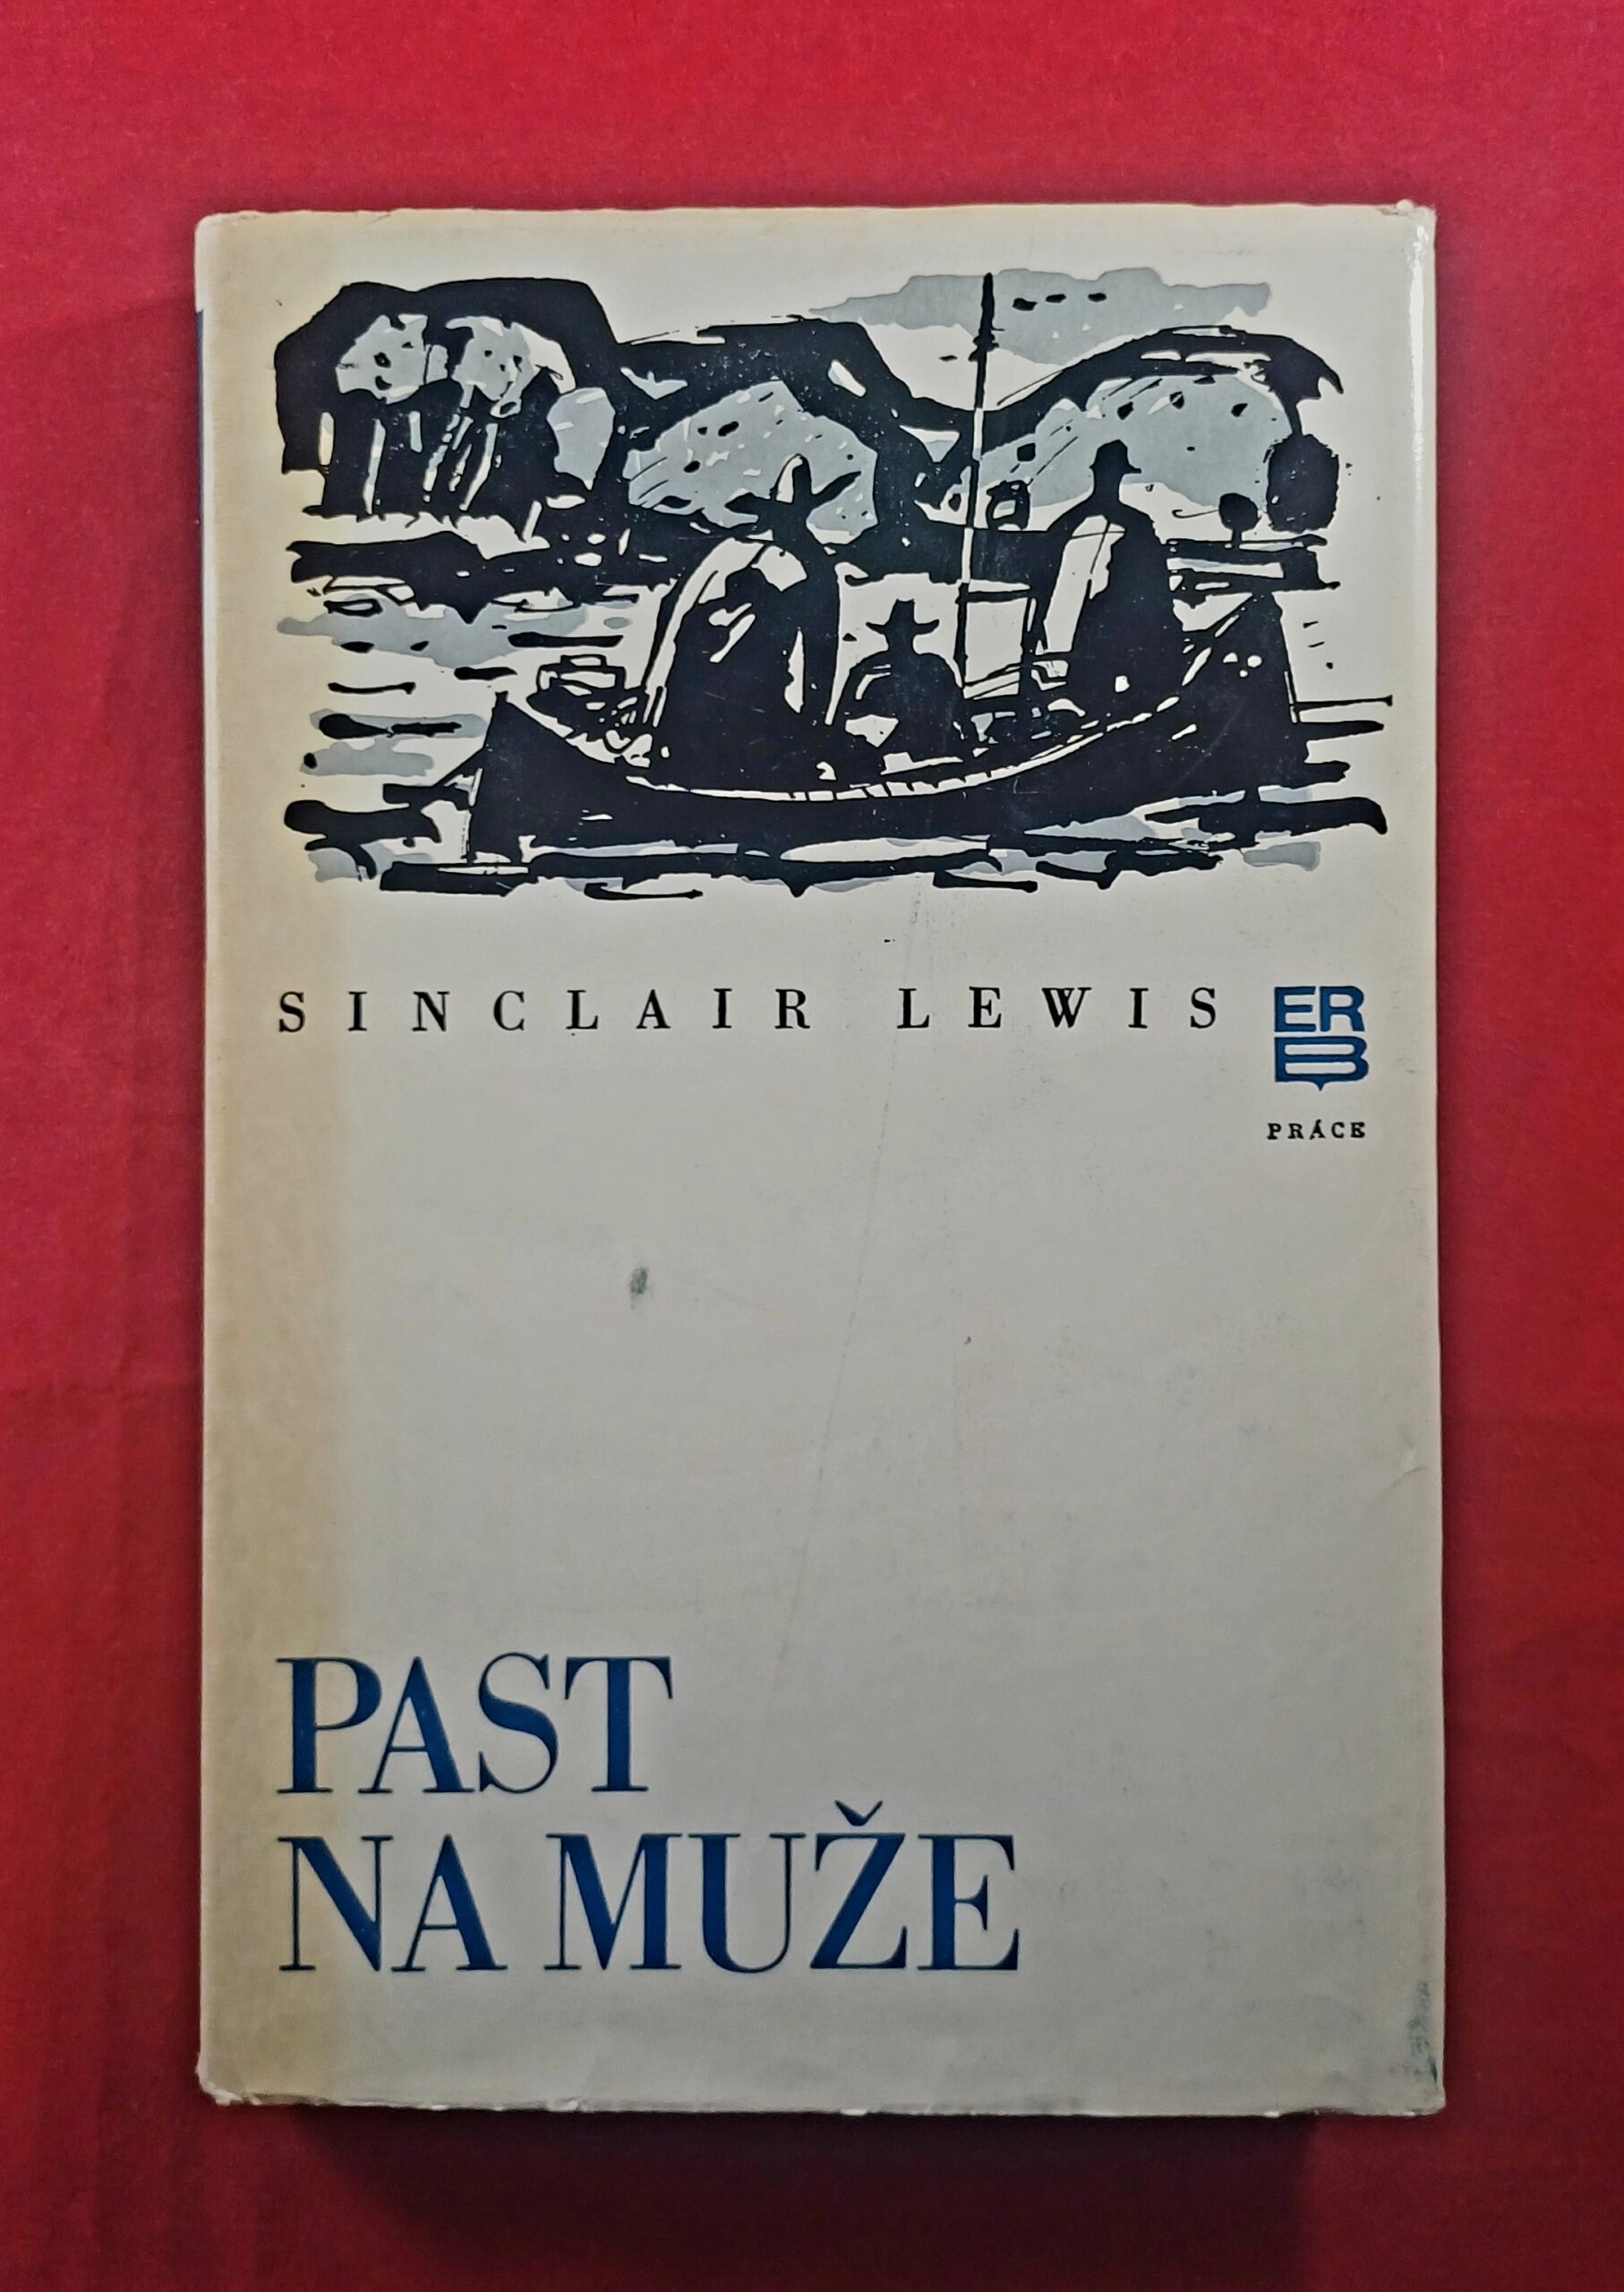 SINCLAIR LEWIS
ER
B
PRÁCE
PAST
NA MUŽE